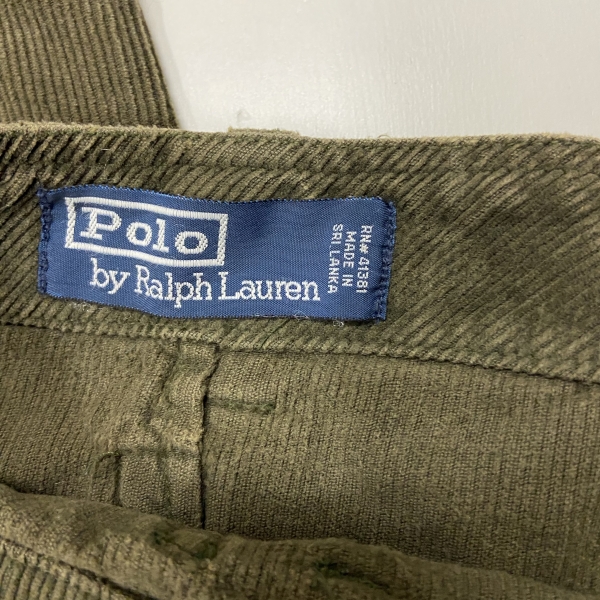 Polo
by Ralph Lauren
RN# 41381
MADE IN
SRI LANKA